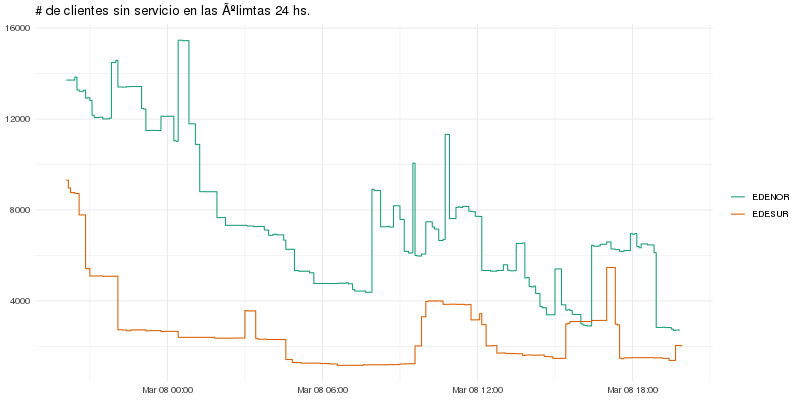 # de clientes sin servicio en las Ãºlimtas 24 hs.
16000
12000
8000
4000
Mar 08 00:00
Mar 08 06:00
Mar 08 12:00
Mar 08 18:00
EDENOR
EDESUR